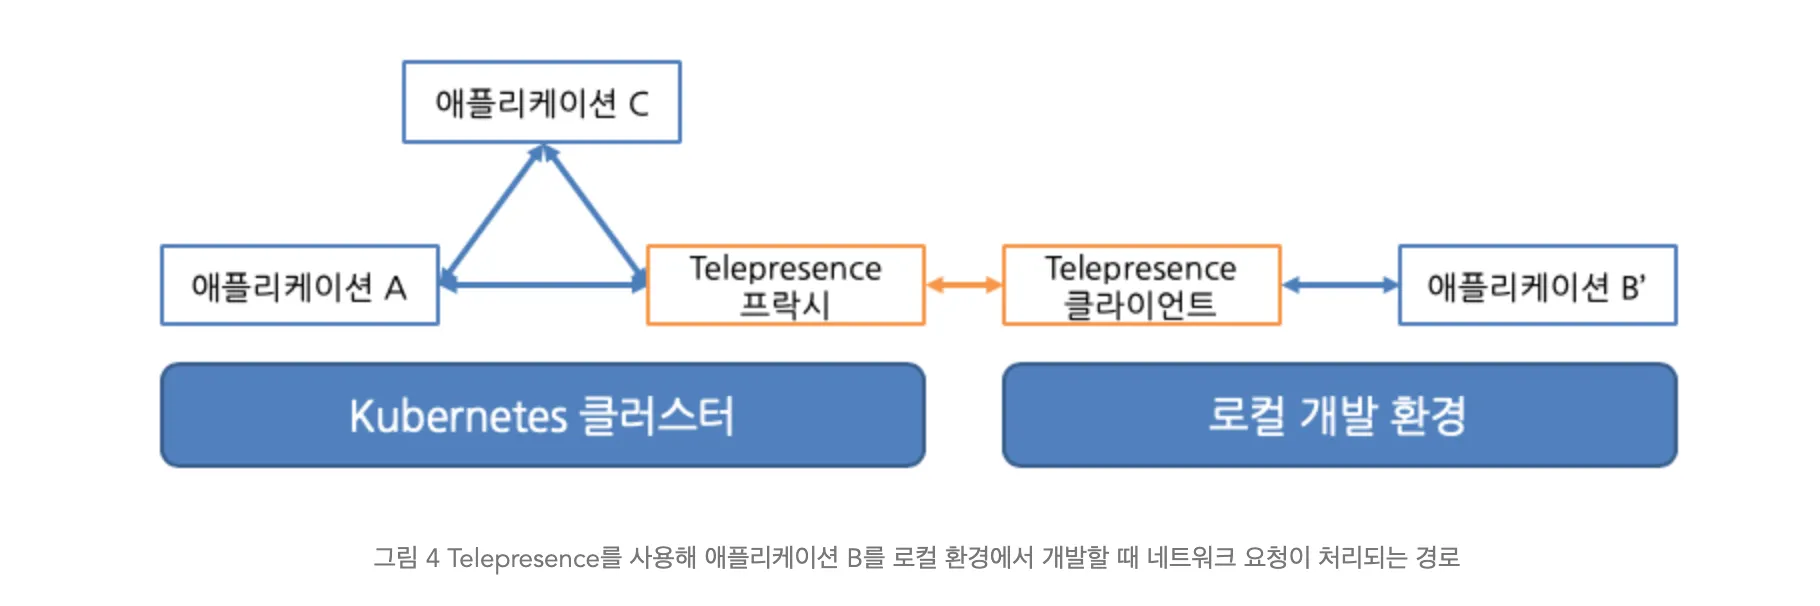 애플리케이션 C
애플리케이션 A
Telepresence
프락시
Telepresence
클라이언트
애플리케이션 B’
Kubernetes 클러스터
로컬 개발 환경
그림 4 Telepresence를 사용해 애플리케이션 B를 로컬 환경에서 개발할 때 네트워크 요청이 처리되는 경로